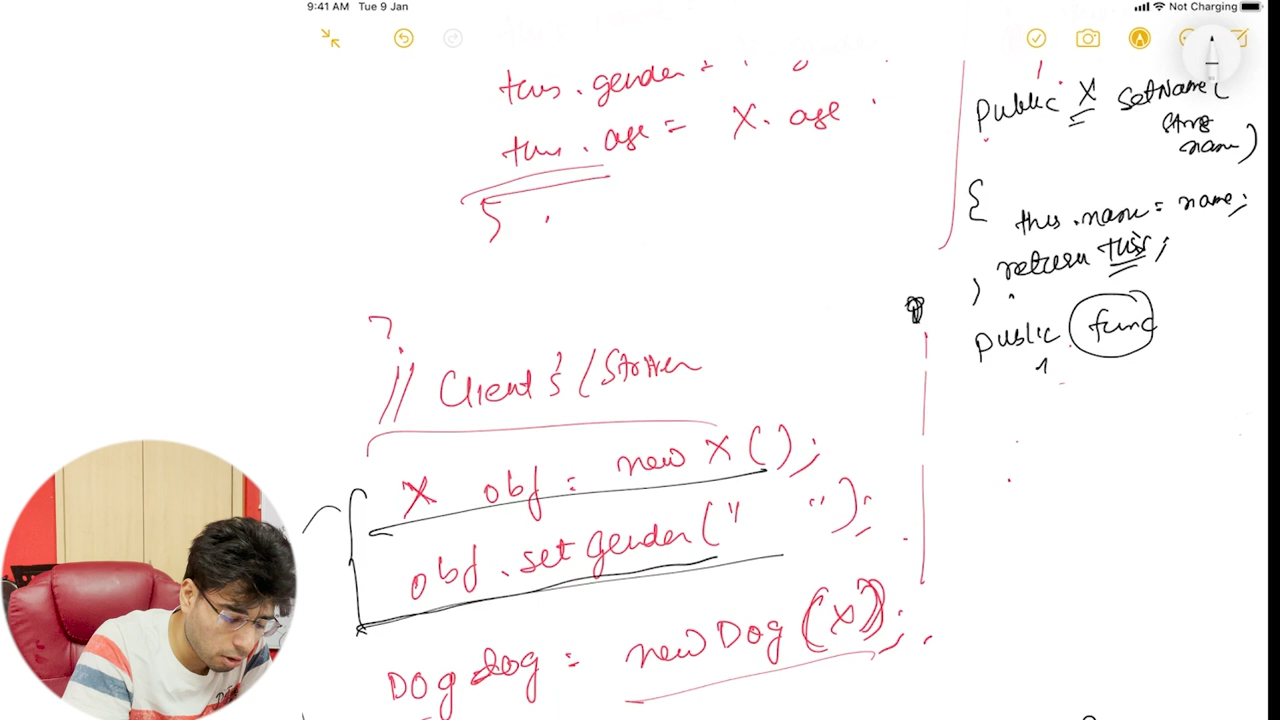 9:41 AM Tue 9 Jan
Not Charging
this.gender =
this.age = X.age
}
// Client's /
X obj = new X();
obj.setgender(" ");
Dog dog = new Dog(X);
public X setName(
string
name)
{
this.name = name;
return this;
}
public func